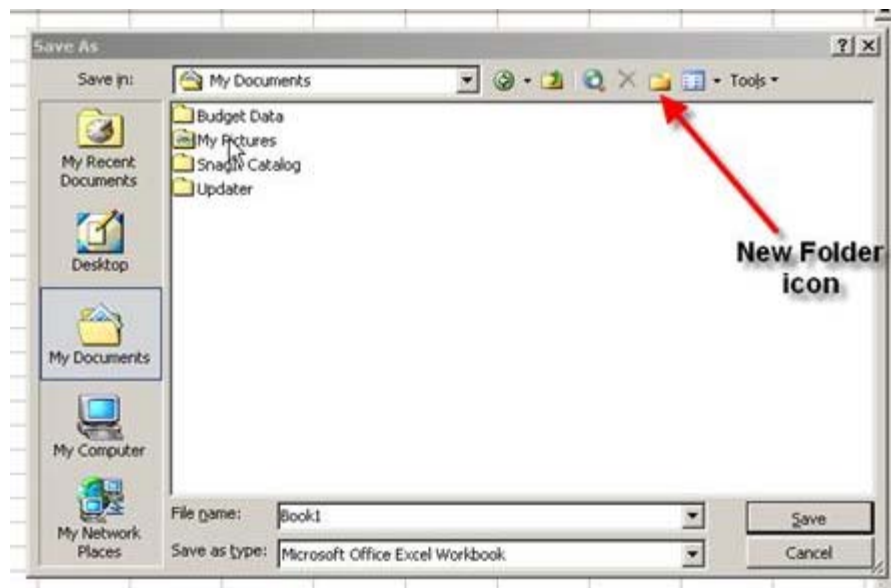 Save As
Save in:
My Documents
Tools
Budget Data
My Pictures
SnagIt Catalog
Updater
My Recent
Documents
Desktop
My Documents
My Computer
My Network
Places
New Folder
icon
File name:
Book1
Save
Save as type:
Microsoft Office Excel Workbook
Cancel